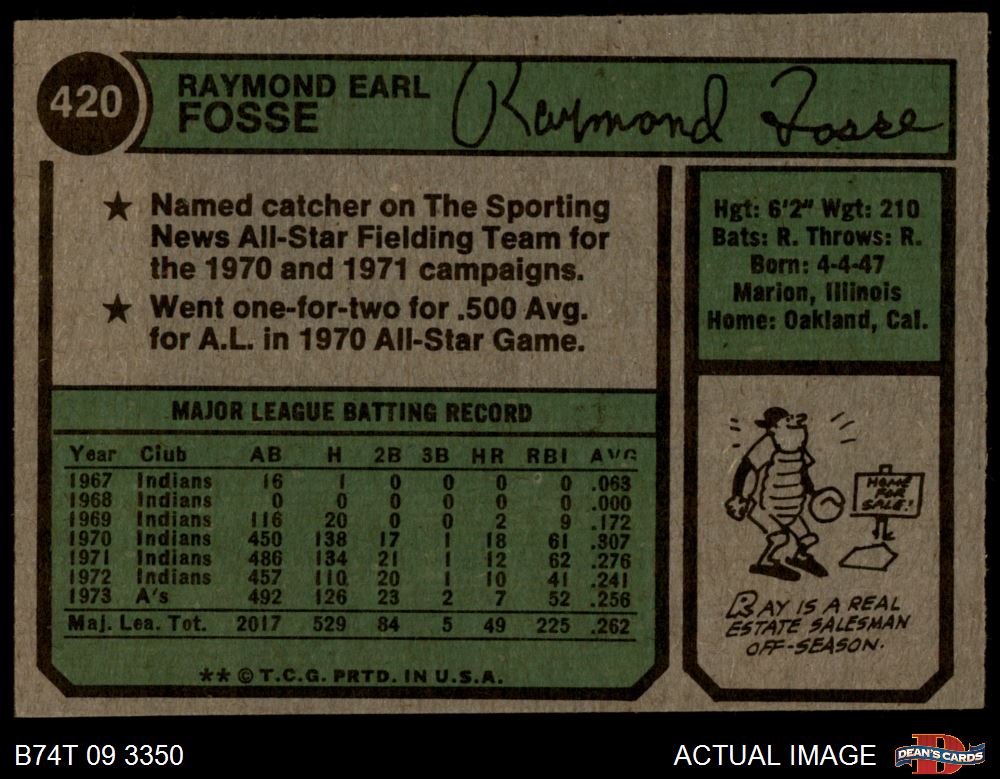 420
RAYMOND EARL
FOSSE
Raymond Fosse
★ Named catcher on The Sporting
News All-Star Fielding Team for
the 1970 and 1971 campaigns.
★ Went one-for-two for .500 Avg.
for A.L. in 1970 All-Star Game.
Hgt: 6'2" Wgt: 210
Bats: R. Throws: R.
Born: 4-4-47
Marion, Illinois
Home: Oakland, Cal.
MAJOR LEAGUE BATTING RECORD
Year Club AB H 2B 3B HR RBI AVG
1967 Indians 16 1 0 0 0 0 .063
1968 Indians 0 0 0 0 0 0 .000
1969 Indians 116 20 0 0 2 9 .172
1970 Indians 450 138 17 1 18 61 .307
1971 Indians 486 134 21 1 12 62 .276
1972 Indians 457 110 20 1 10 41 .241
1973 A's 492 126 23 2 7 52 .256
Maj. Lea. Tot. 2017 529 84 5 49 225 .262
** © T.C.G. PRTD. IN U.S.A.
HOME
FOR
SALE!
RAY IS A REAL
ESTATE SALESMAN
OFF-SEASON.
B74T 09 3350
ACTUAL IMAGE
DEAN'S CARDS